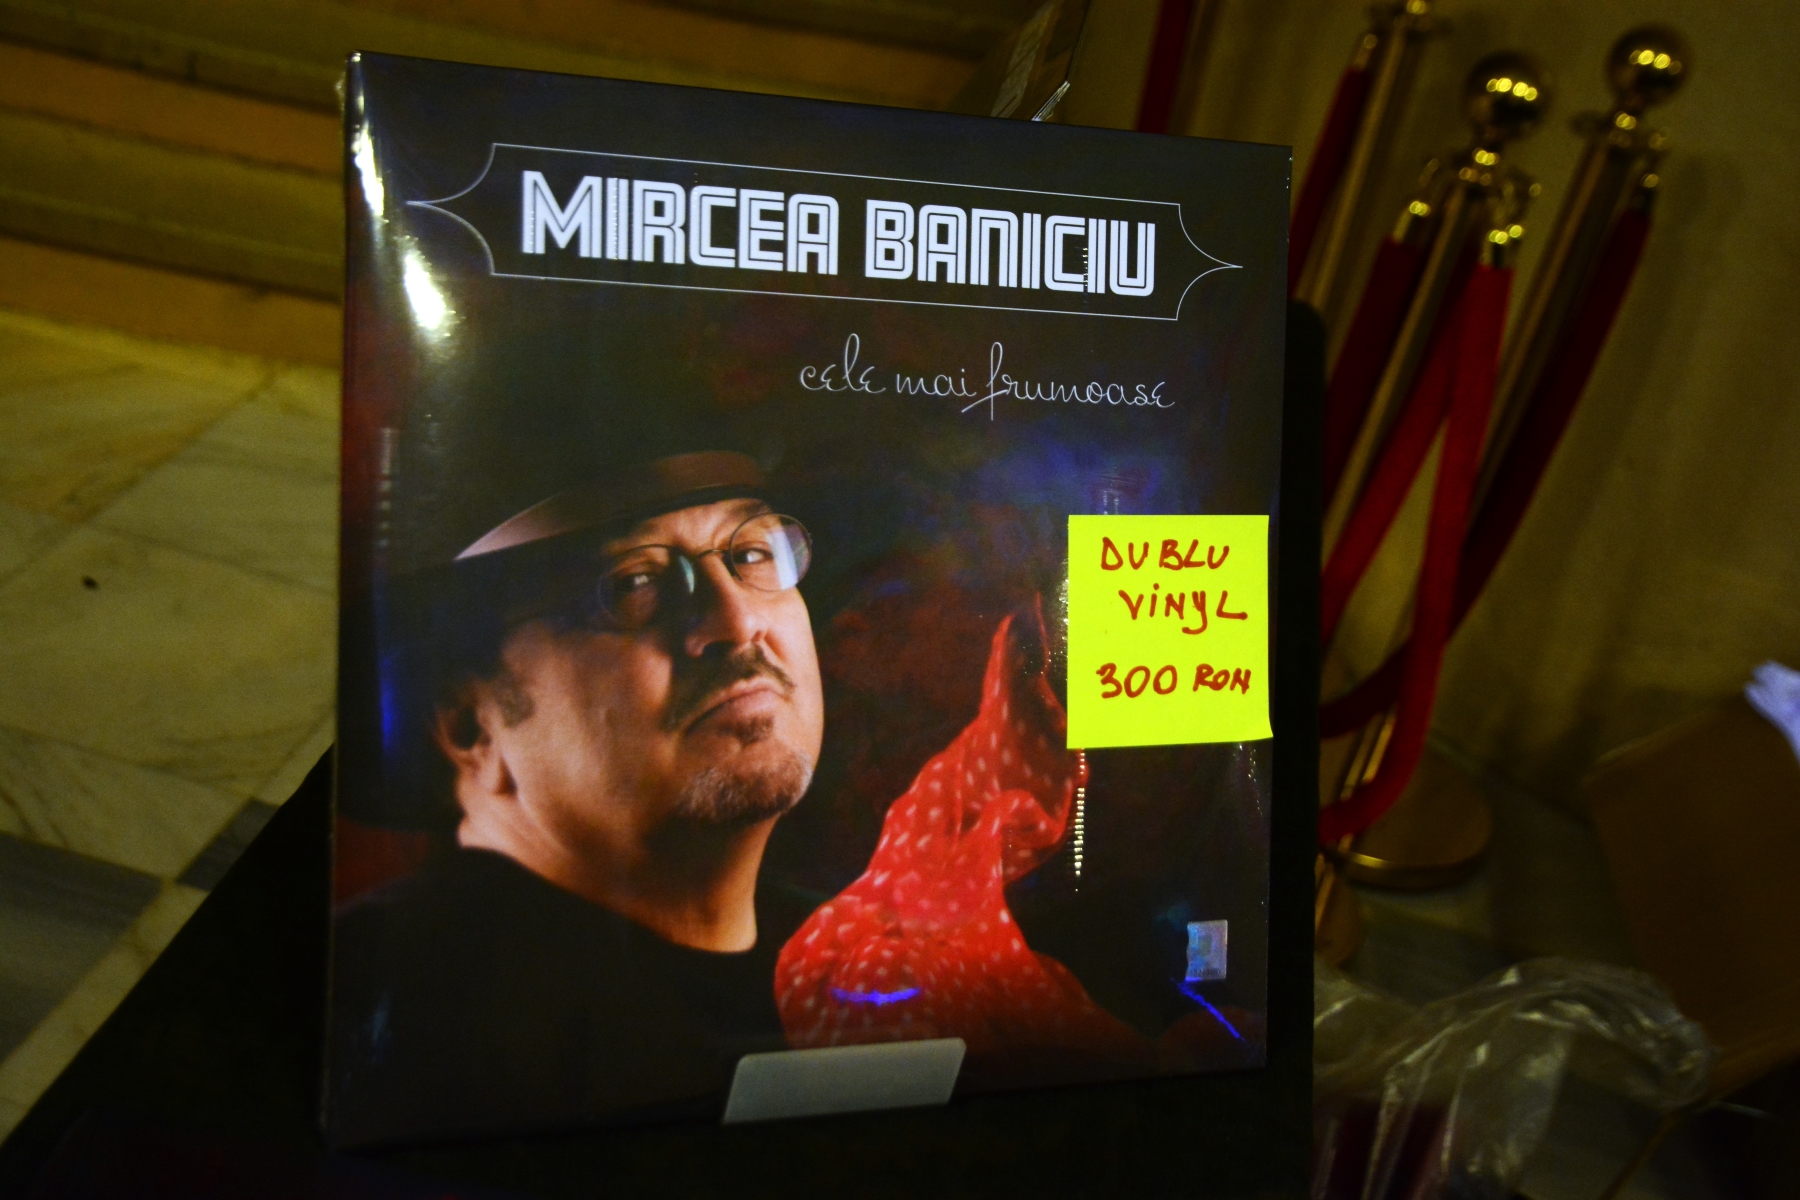 MIRCEA BANICIU
cele mai frumoase
DUBLU
ViNYL
300 RON